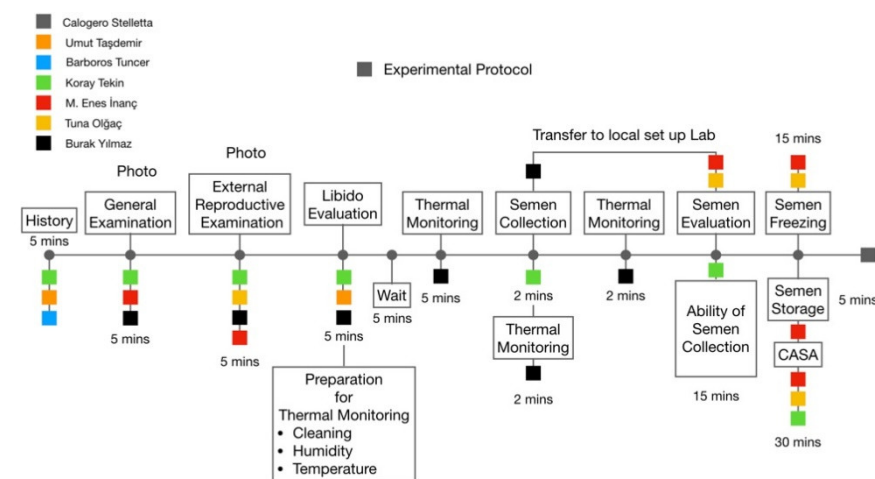 Calogero Stelletta
Umut Taşdemir
Barboros Tuncer
Koray Tekin
M. Enes İnanç
Tuna Olğaç
Burak Yılmaz
Experimental Protocol
Transfer to local set up Lab
15 mins
Photo
Photo
History
5 mins
General
Examination
External
Reproductive
Examination
Libido
Evaluation
Thermal
Monitoring
Semen
Collection
Thermal
Monitoring
Semen
Evaluation
Semen
Freezing
5 mins
5 mins
5 mins
Wait
5 mins
5 mins
2 mins
Thermal
Monitoring
2 mins
2 mins
Ability of
Semen
Collection
15 mins
Semen
Storage
CASA
30 mins
5 mins
Preparation
for
Thermal Monitoring
• Cleaning
• Humidity
• Temperature